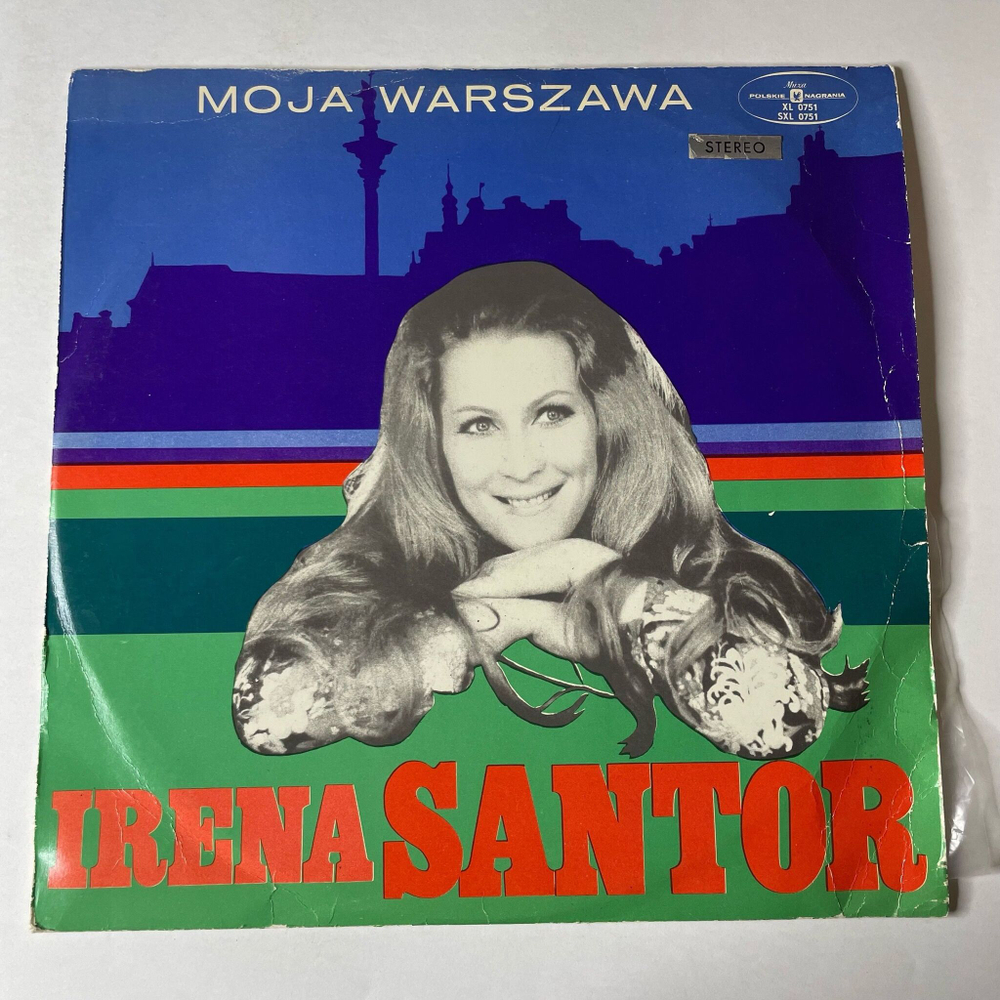 MOJA WARSZAWA
Muza
POLSKIE NAGRANIA
XL 0751
SXL 0751
STEREO
IRENA SANTOR